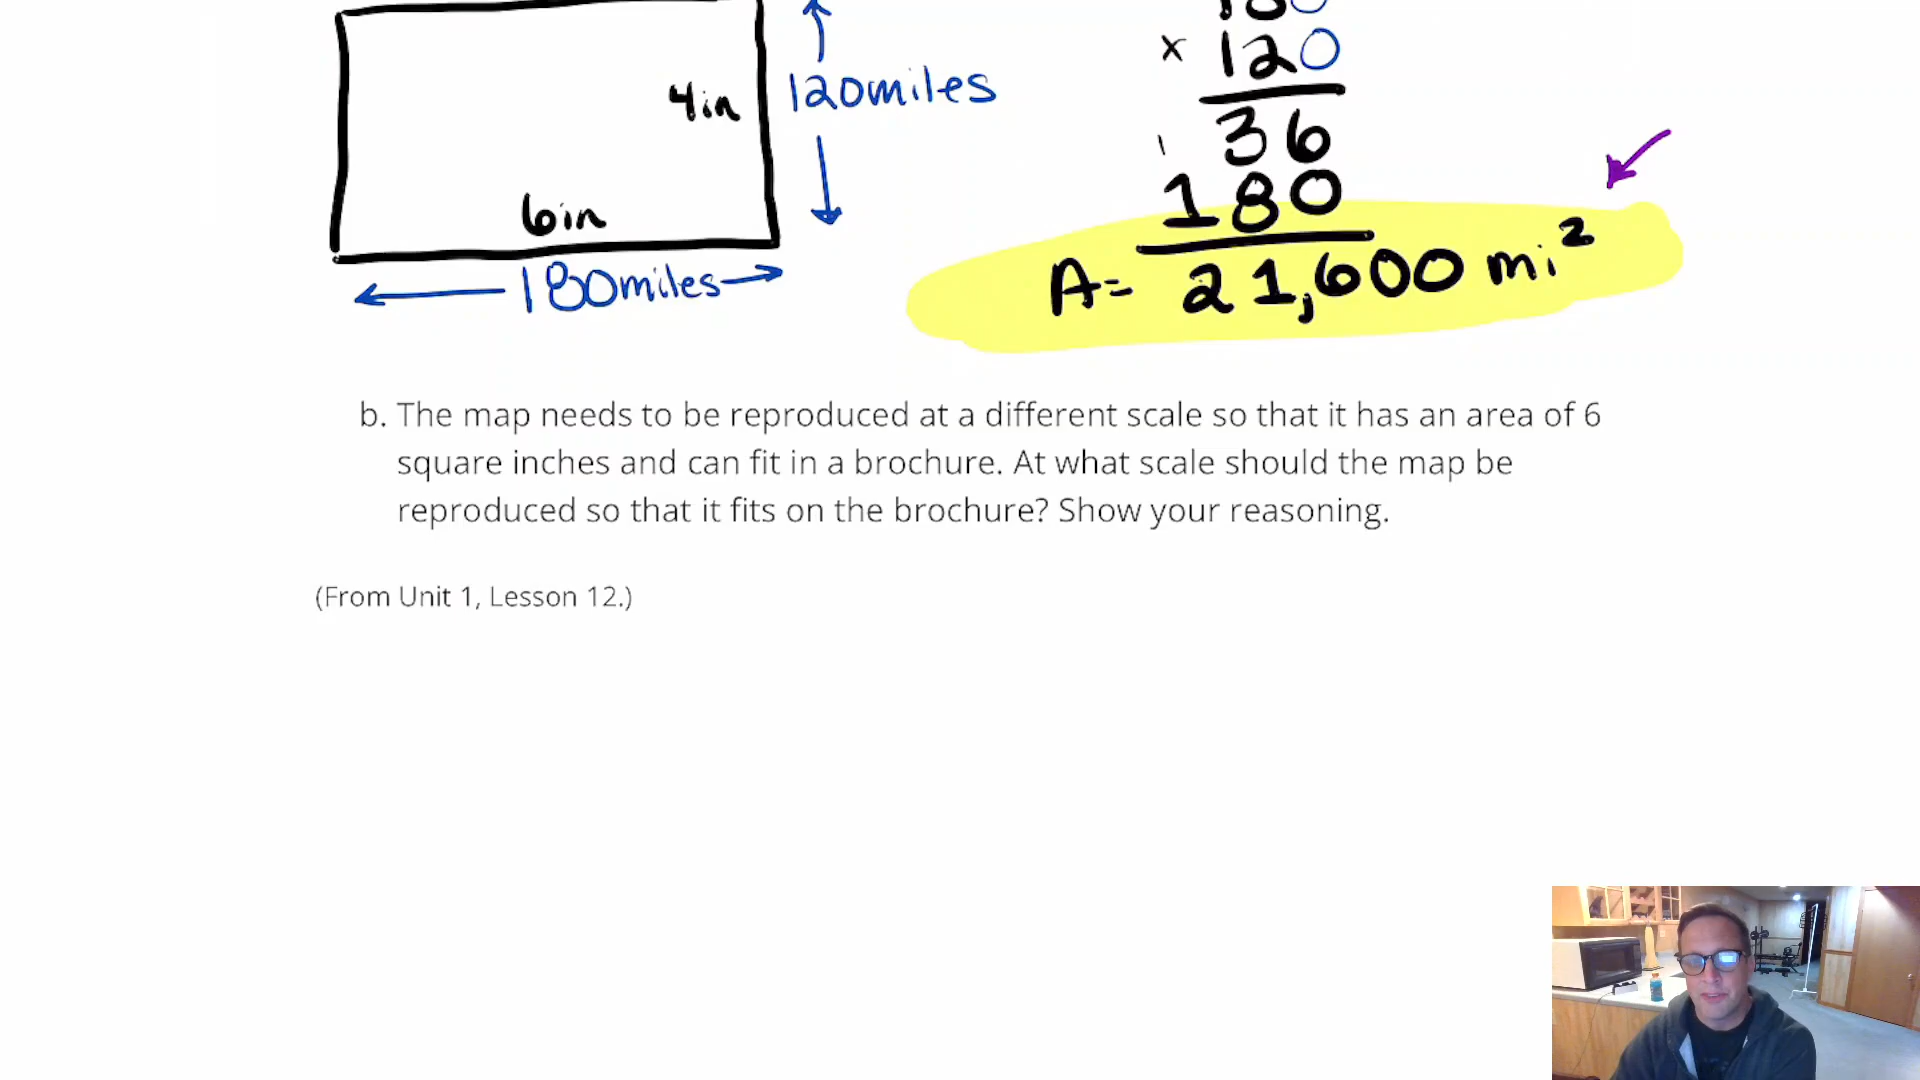 x 120
4in
120miles
36
1
180
6in
A= 21,600 mi²
180miles
b. The map needs to be reproduced at a different scale so that it has an area of 6
square inches and can fit in a brochure. At what scale should the map be
reproduced so that it fits on the brochure? Show your reasoning.
(From Unit 1, Lesson 12.)